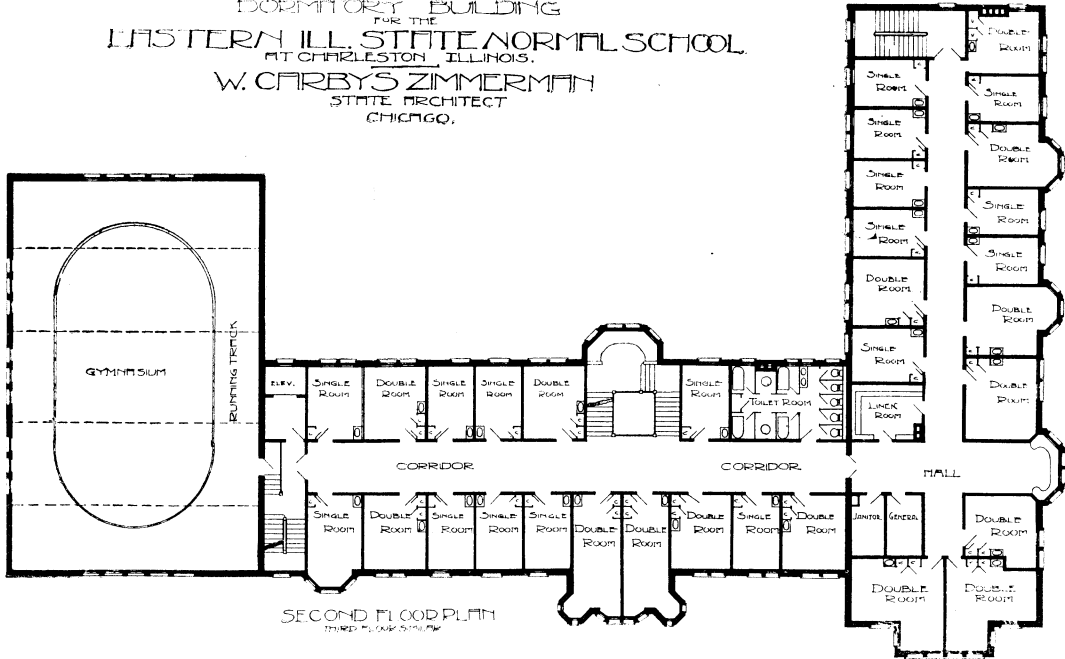 DORMATORY BUILDING
FOR THE
EASTERN ILL. STATE NORMAL SCHOOL.
AT CHARLESTON ILLINOIS.
W. CARBYS ZIMMERMAN
STATE ARCHITECT
CHICAGO.
DOUBLE
ROOM
SINGLE
ROOM
SINGLE
ROOM
SINGLE
ROOM
DOUBLE
ROOM
SINGLE
ROOM
SINGLE
ROOM
SINGLE
ROOM
SINGLE
ROOM
DOUBLE
ROOM
DOUBLE
ROOM
SINGLE
ROOM
DOUBLE
ROOM
LINEN
ROOM
GYMNASIUM
RUNNING TRACK
ELEV.
SINGLE
ROOM
DOUBLE
ROOM
SINGLE
ROOM
SINGLE
ROOM
DOUBLE
ROOM
SINGLE
ROOM
TOILET ROOM
CORRIDOR
CORRIDOR
HALL
SINGLE
ROOM
DOUBLE
ROOM
SINGLE
ROOM
SINGLE
ROOM
SINGLE
ROOM
DOUBLE
ROOM
DOUBLE
ROOM
DOUBLE
ROOM
SINGLE
ROOM
DOUBLE
ROOM
JANITOR
GENERAL
DOUBLE
ROOM
DOUBLE
ROOM
DOUBLE
ROOM
SECOND FLOOR PLAN
THIRD FLOOR SIMILAR